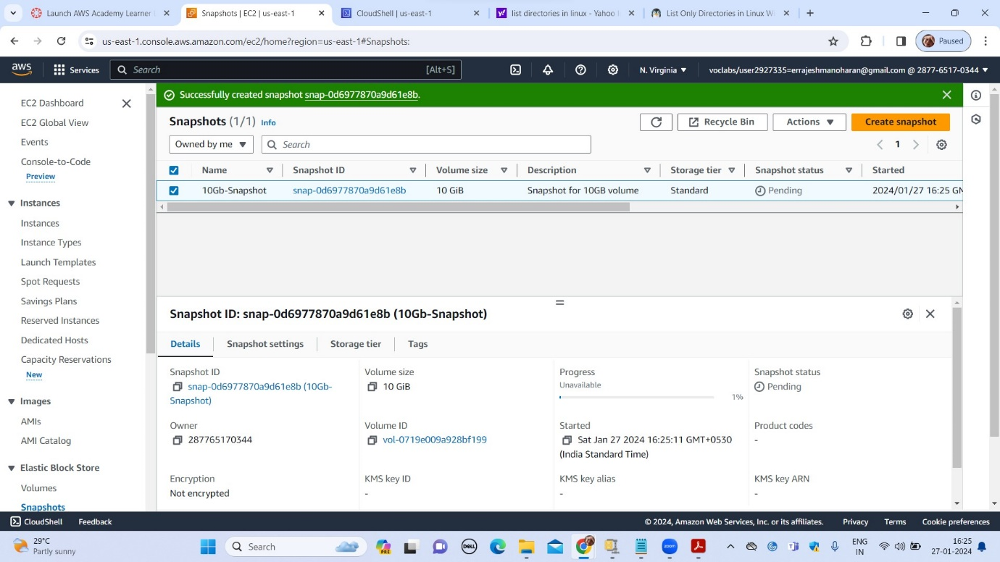 Launch AWS Academy Learner
Snapshots | EC2 | us-east-1
CloudShell | us-east-1
list directories in linux - Yahoo
List Only Directories in Linux
us-east-1.console.aws.amazon.com/ec2/home?region=us-east-1#Snapshots:
Paused
aws
Services
Search
[Alt+S]
N. Virginia
voclabs/user2927335=errajeshmanoharan@gmail.com @ 2877-6517-0344
EC2 Dashboard
EC2 Global View
Events
Console-to-Code
Preview
Instances
Instances
Instance Types
Launch Templates
Spot Requests
Savings Plans
Reserved Instances
Dedicated Hosts
Capacity Reservations
New
Images
AMIs
AMI Catalog
Elastic Block Store
Volumes
Snapshots
Successfully created snapshot snap-0d6977870a9d61e8b.
Snapshots (1/1) Info
Recycle Bin
Actions
Create snapshot
Owned by me
Search
1
Name Snapshot ID Volume size Description Storage tier Snapshot status Started
10Gb-Snapshot snap-0d6977870a9d61e8b 10 GiB Snapshot for 10GB volume Standard Pending 2024/01/27 16:25 GM
Snapshot ID: snap-0d6977870a9d61e8b (10Gb-Snapshot)
Details Snapshot settings Storage tier Tags
Snapshot ID
snap-0d6977870a9d61e8b (10Gb-
Snapshot)
Volume size
10 GiB
Progress
Unavailable
1%
Snapshot status
Pending
Owner
287765170344
Volume ID
vol-0719e009a928bf199
Started
Sat Jan 27 2024 16:25:11 GMT+0530
(India Standard Time)
Product codes
-
Encryption
Not encrypted
KMS key ID
-
KMS key alias
-
KMS key ARN
-
CloudShell Feedback
© 2024, Amazon Web Services, Inc. or its affiliates. Privacy Terms Cookie preferences
29°C
Partly sunny
Search
PRE
DELL
zoom
ENG
IN
16:25
27-01-2024